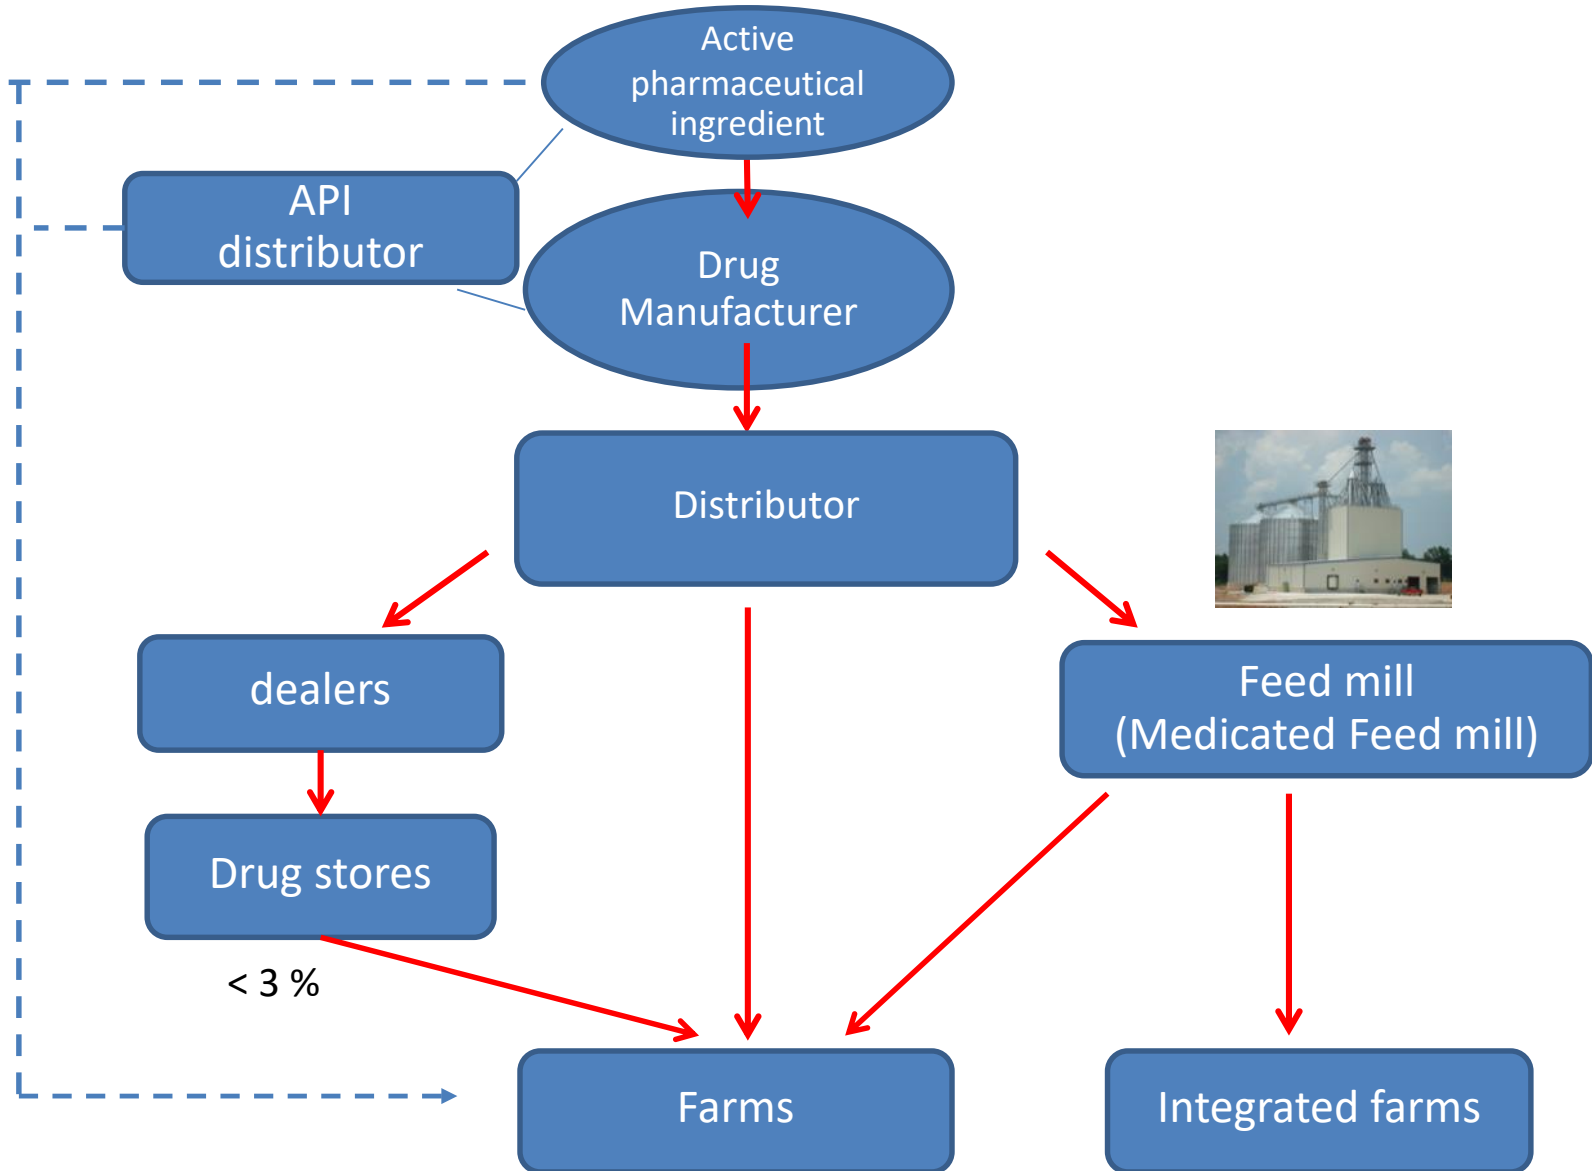 Active
pharmaceutical
ingredient
API
distributor
Drug
Manufacturer
Distributor
dealers
Feed mill
(Medicated Feed mill)
Drug stores
< 3 %
Farms
Integrated farms